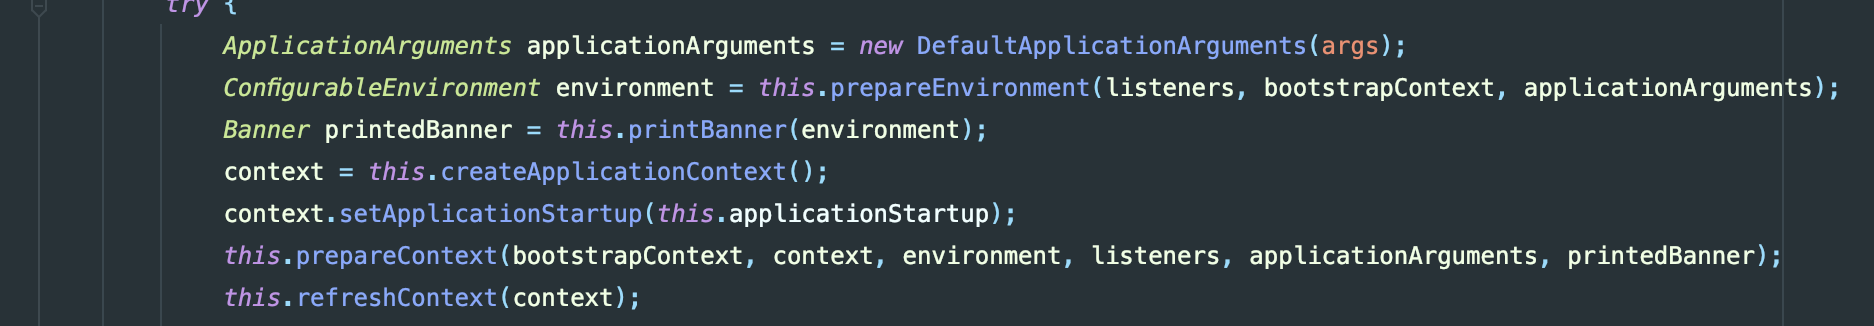 try {
ApplicationArguments applicationArguments = new DefaultApplicationArguments(args);
ConfigurableEnvironment environment = this.prepareEnvironment(listeners, bootstrapContext, applicationArguments);
Banner printedBanner = this.printBanner(environment);
context = this.createApplicationContext();
context.setApplicationStartup(this.applicationStartup);
this.prepareContext(bootstrapContext, context, environment, listeners, applicationArguments, printedBanner);
this.refreshContext(context);